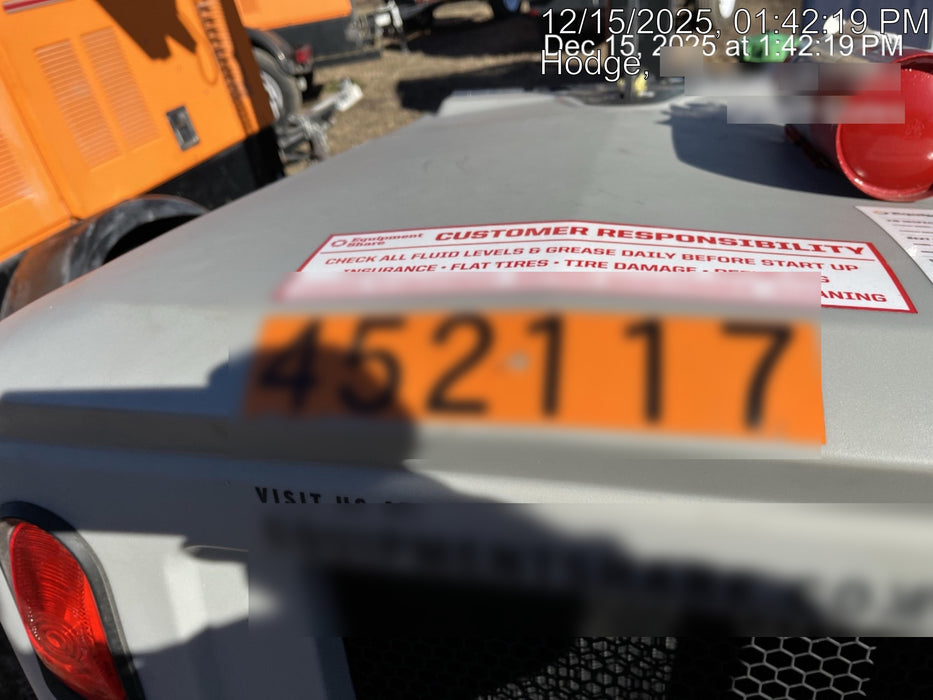 12/15/2025, 01:42:19 PM
Dec 15, 2025 at 1:42:19 PM
Hodge,
Equipment Share
CUSTOMER RESPONSIBILITY
CHECK ALL FLUID LEVELS & GREASE DAILY BEFORE START UP
INSURANCE • FLAT TIRES • TIRE DAMAGE •
ANING
452117
VISIT US